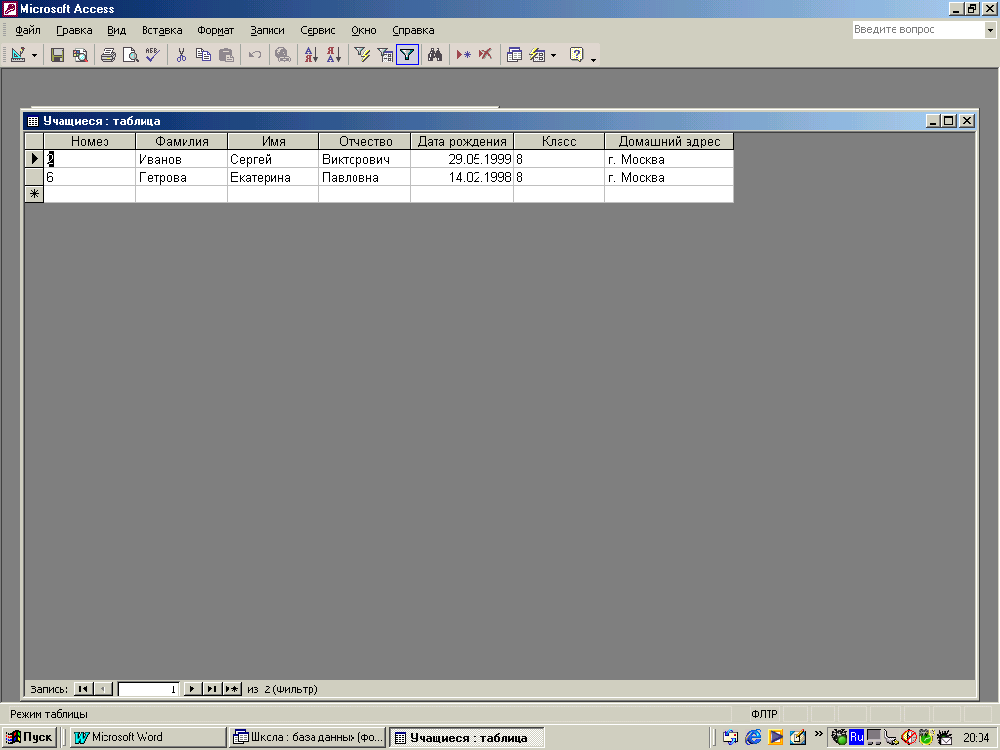 Microsoft Access
Файл Правка Вид Вставка Формат Записи Сервис Окно Справка
Введите вопрос
Учащиеся : таблица
Номер Фамилия Имя Отчество Дата рождения Класс Домашний адрес
2 Иванов Сергей Викторович 29.05.1999 8 г. Москва
6 Петрова Екатерина Павловна 14.02.1998 8 г. Москва
Запись: 1 из 2 (Фильтр)
Режим таблицы ФЛТР
Пуск Microsoft Word Школа : база данных (фо... Учащиеся : таблица » Ru 20:04